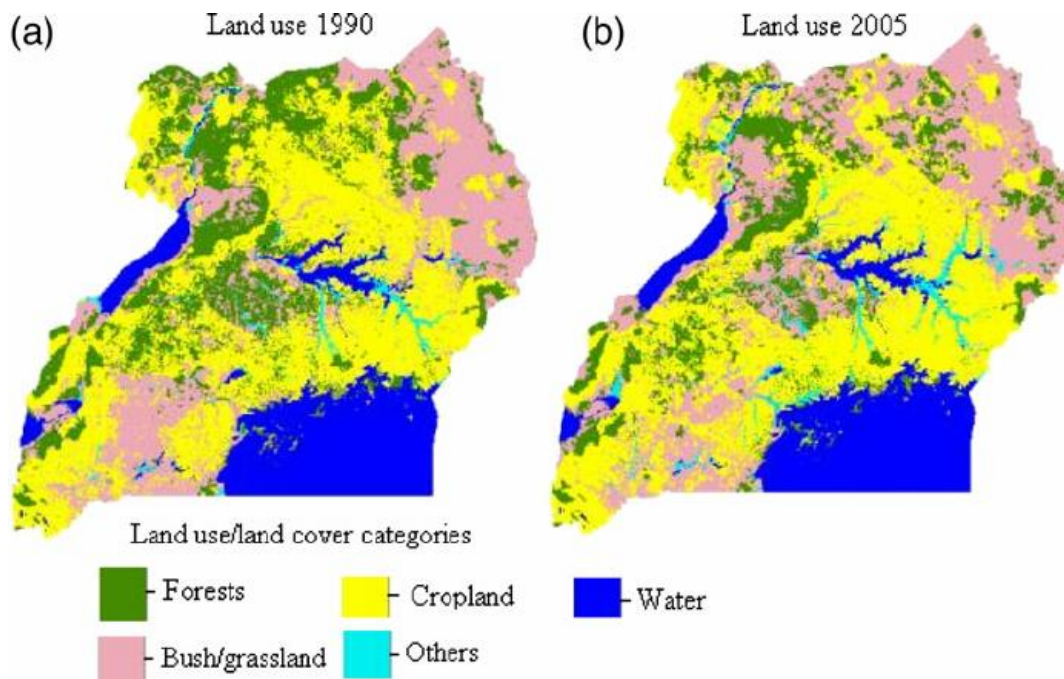 (a)
Land use 1990
(b)
Land use 2005
Land use/land cover categories
Forests
Cropland
Water
Bush/grassland
Others